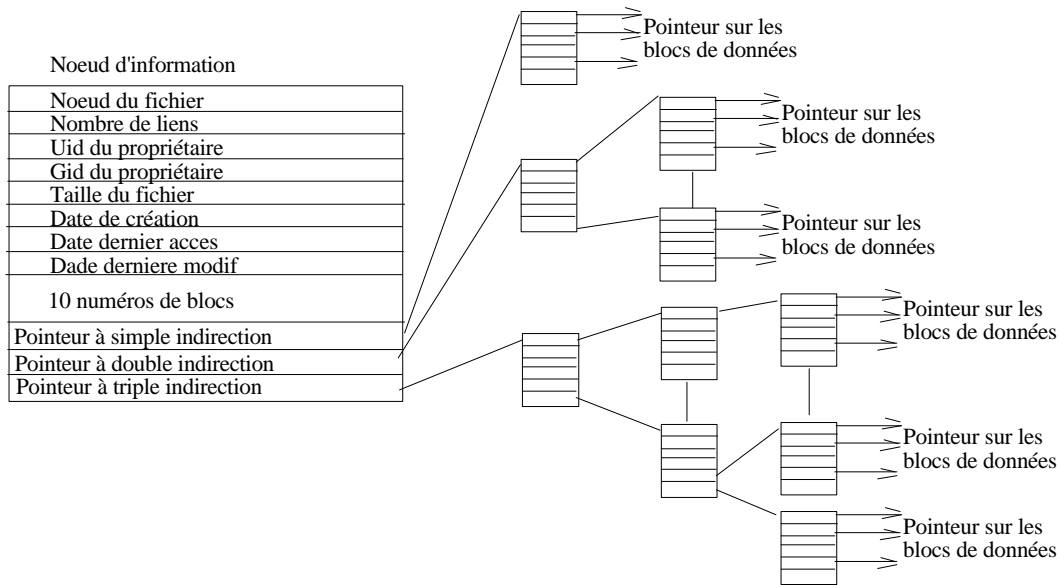 Noeud d'information
Noeud du fichier
Nombre de liens
Uid du propriétaire
Gid du propriétaire
Taille du fichier
Date de création
Date dernier acces
Dade derniere modif
10 numéros de blocs
Pointeur à simple indirection
Pointeur à double indirection
Pointeur à triple indirection
Pointeur sur les
blocs de données
Pointeur sur les
blocs de données
Pointeur sur les
blocs de données
Pointeur sur les
blocs de données
Pointeur sur les
blocs de données
Pointeur sur les
blocs de données